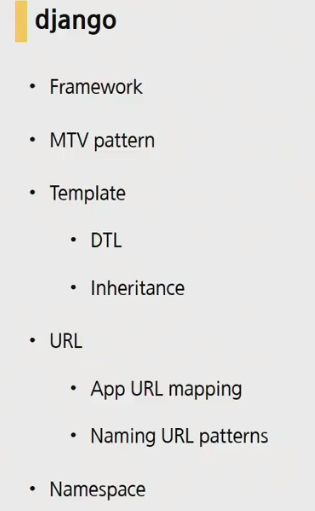 django
• Framework
• MTV pattern
• Template
• DTL
• Inheritance
• URL
• App URL mapping
• Naming URL patterns
• Namespace